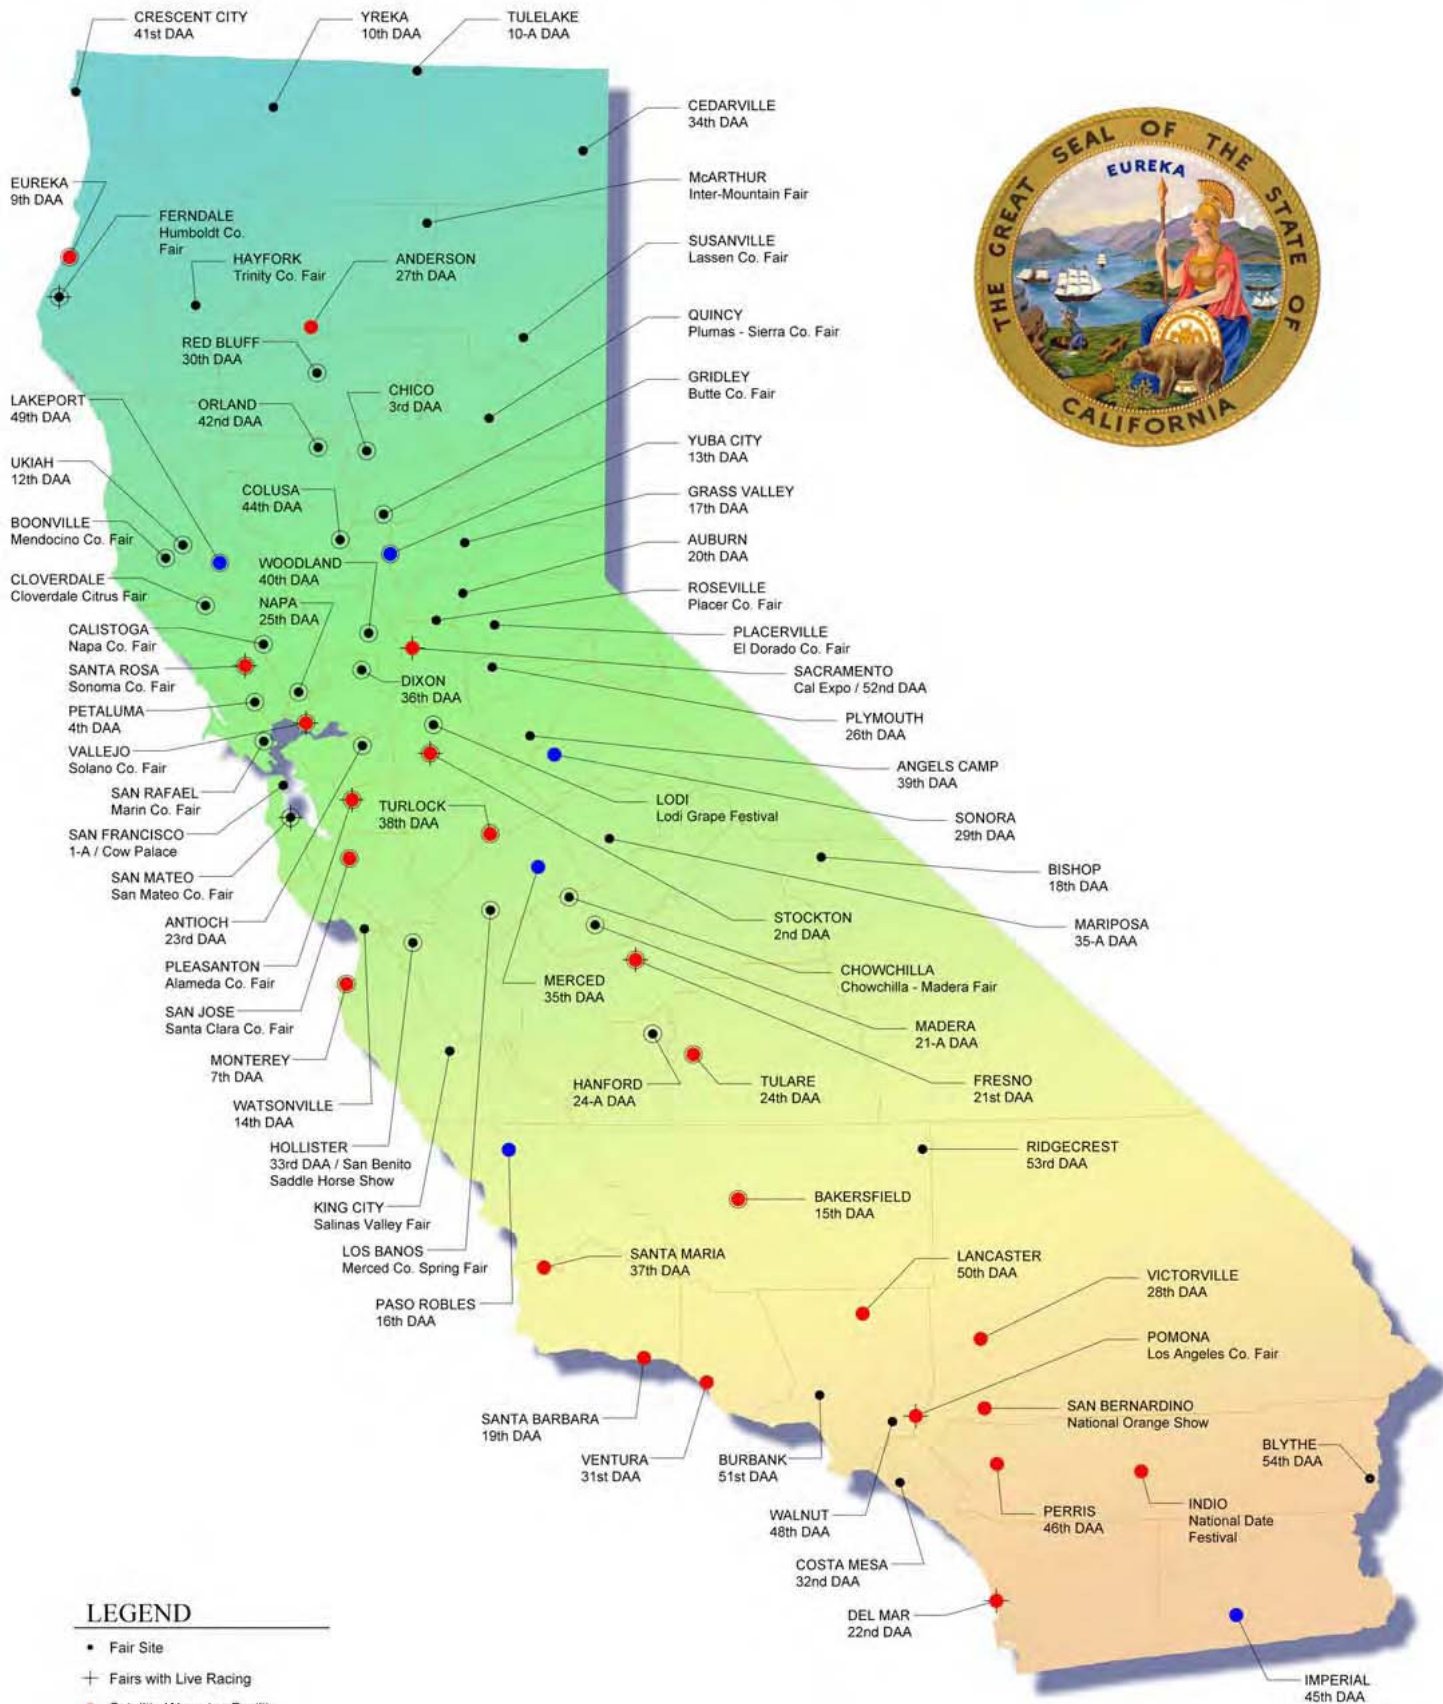 CRESCENT CITY
41st DAA
YREKA
10th DAA
TULELAKE
10-A DAA
CEDARVILLE
34th DAA
THE GREAT SEAL OF THE STATE OF CALIFORNIA
EUREKA
McARTHUR
Inter-Mountain Fair
EUREKA
9th DAA
FERNDALE
Humboldt Co.
Fair
HAYFORK
Trinity Co. Fair
ANDERSON
27th DAA
SUSANVILLE
Lassen Co. Fair
QUINCY
Plumas - Sierra Co. Fair
RED BLUFF
30th DAA
GRIDLEY
Butte Co. Fair
CHICO
3rd DAA
LAKEPORT
49th DAA
ORLAND
42nd DAA
YUBA CITY
13th DAA
UKIAH
12th DAA
COLUSA
44th DAA
GRASS VALLEY
17th DAA
BOONVILLE
Mendocino Co. Fair
AUBURN
20th DAA
WOODLAND
40th DAA
CLOVERDALE
Cloverdale Citrus Fair
ROSEVILLE
Placer Co. Fair
NAPA
25th DAA
CALISTOGA
Napa Co. Fair
PLACERVILLE
El Dorado Co. Fair
SANTA ROSA
Sonoma Co. Fair
SACRAMENTO
Cal Expo / 52nd DAA
DIXON
36th DAA
PETALUMA
4th DAA
PLYMOUTH
26th DAA
VALLEJO
Solano Co. Fair
ANGELS CAMP
39th DAA
SAN RAFAEL
Marin Co. Fair
TURLOCK
38th DAA
LODI
Lodi Grape Festival
SONORA
29th DAA
SAN FRANCISCO
1-A / Cow Palace
BISHOP
18th DAA
SAN MATEO
San Mateo Co. Fair
ANTIOCH
23rd DAA
STOCKTON
2nd DAA
MARIPOSA
35-A DAA
PLEASANTON
Alameda Co. Fair
MERCED
35th DAA
CHOWCHILLA
Chowchilla - Madera Fair
SAN JOSE
Santa Clara Co. Fair
MADERA
21-A DAA
MONTEREY
7th DAA
HANFORD
24-A DAA
TULARE
24th DAA
FRESNO
21st DAA
WATSONVILLE
14th DAA
HOLLISTER
33rd DAA / San Benito
Saddle Horse Show
RIDGECREST
53rd DAA
KING CITY
Salinas Valley Fair
BAKERSFIELD
15th DAA
LOS BANOS
Merced Co. Spring Fair
SANTA MARIA
37th DAA
LANCASTER
50th DAA
VICTORVILLE
28th DAA
PASO ROBLES
16th DAA
POMONA
Los Angeles Co. Fair
SANTA BARBARA
19th DAA
SAN BERNARDINO
National Orange Show
VENTURA
31st DAA
BURBANK
51st DAA
BLYTHE
54th DAA
WALNUT
48th DAA
PERRIS
46th DAA
INDIO
National Date
Festival
COSTA MESA
32nd DAA
DEL MAR
22nd DAA
LEGEND
Fair Site
Fairs with Live Racing
IMPERIAL
45th DAA